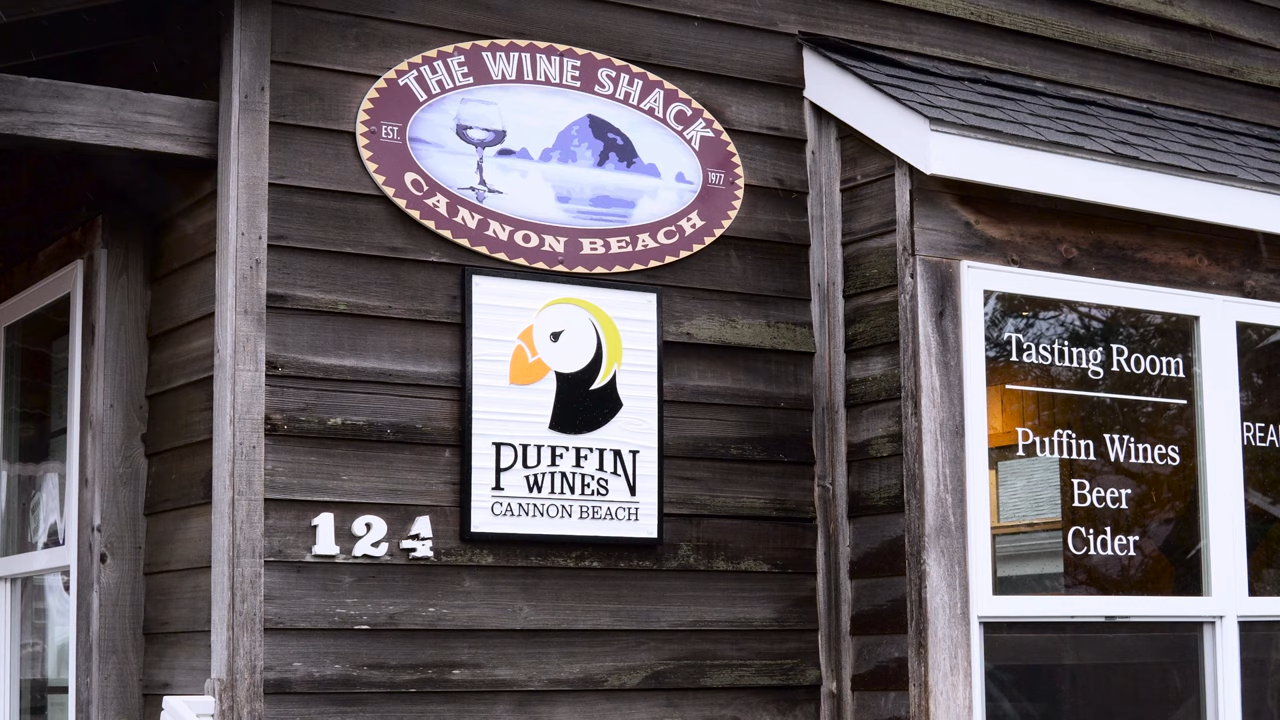 THE WINE SHACK
EST.
1977
CANNON BEACH
PUFFIN
WINES
CANNON BEACH
124
Tasting Room
Puffin Wines
Beer
Cider